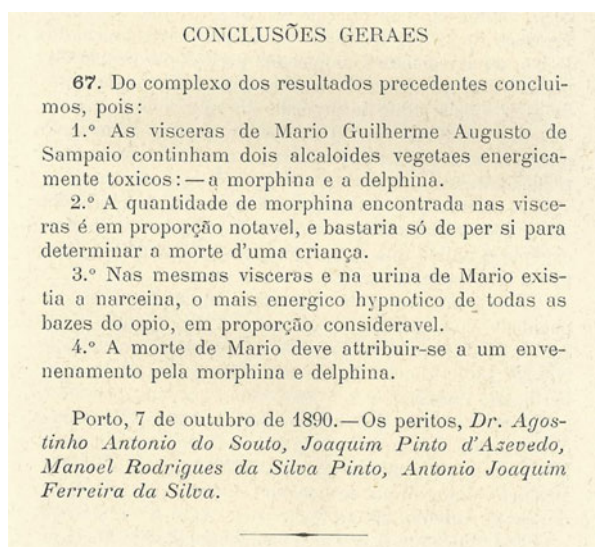 CONCLUSÕES GERAES
67. Do complexo dos resultados precedentes conclui-
mos, pois:
1.º As visceras de Mario Guilherme Augusto de
Sampaio continham dois alcaloides vegetaes energica-
mente toxicos: — a morphina e a delphina.
2.º A quantidade de morphina encontrada nas visce-
ras é em proporção notavel, e bastaria só de per si para
determinar a morte d'uma criança.
3.º Nas mesmas visceras e na urina de Mario exis-
tia a narceina, o mais energico hypnotico de todas as
bazes do opio, em proporção consideravel.
4.º A morte de Mario deve attribuir-se a um enve-
nenamento pela morphina e delphina.
Porto, 7 de outubro de 1890. — Os peritos, Dr. Agos-
tinho Antonio do Souto, Joaquim Pinto d'Azevedo,
Manoel Rodrigues da Silva Pinto, Antonio Joaquim
Ferreira da Silva.